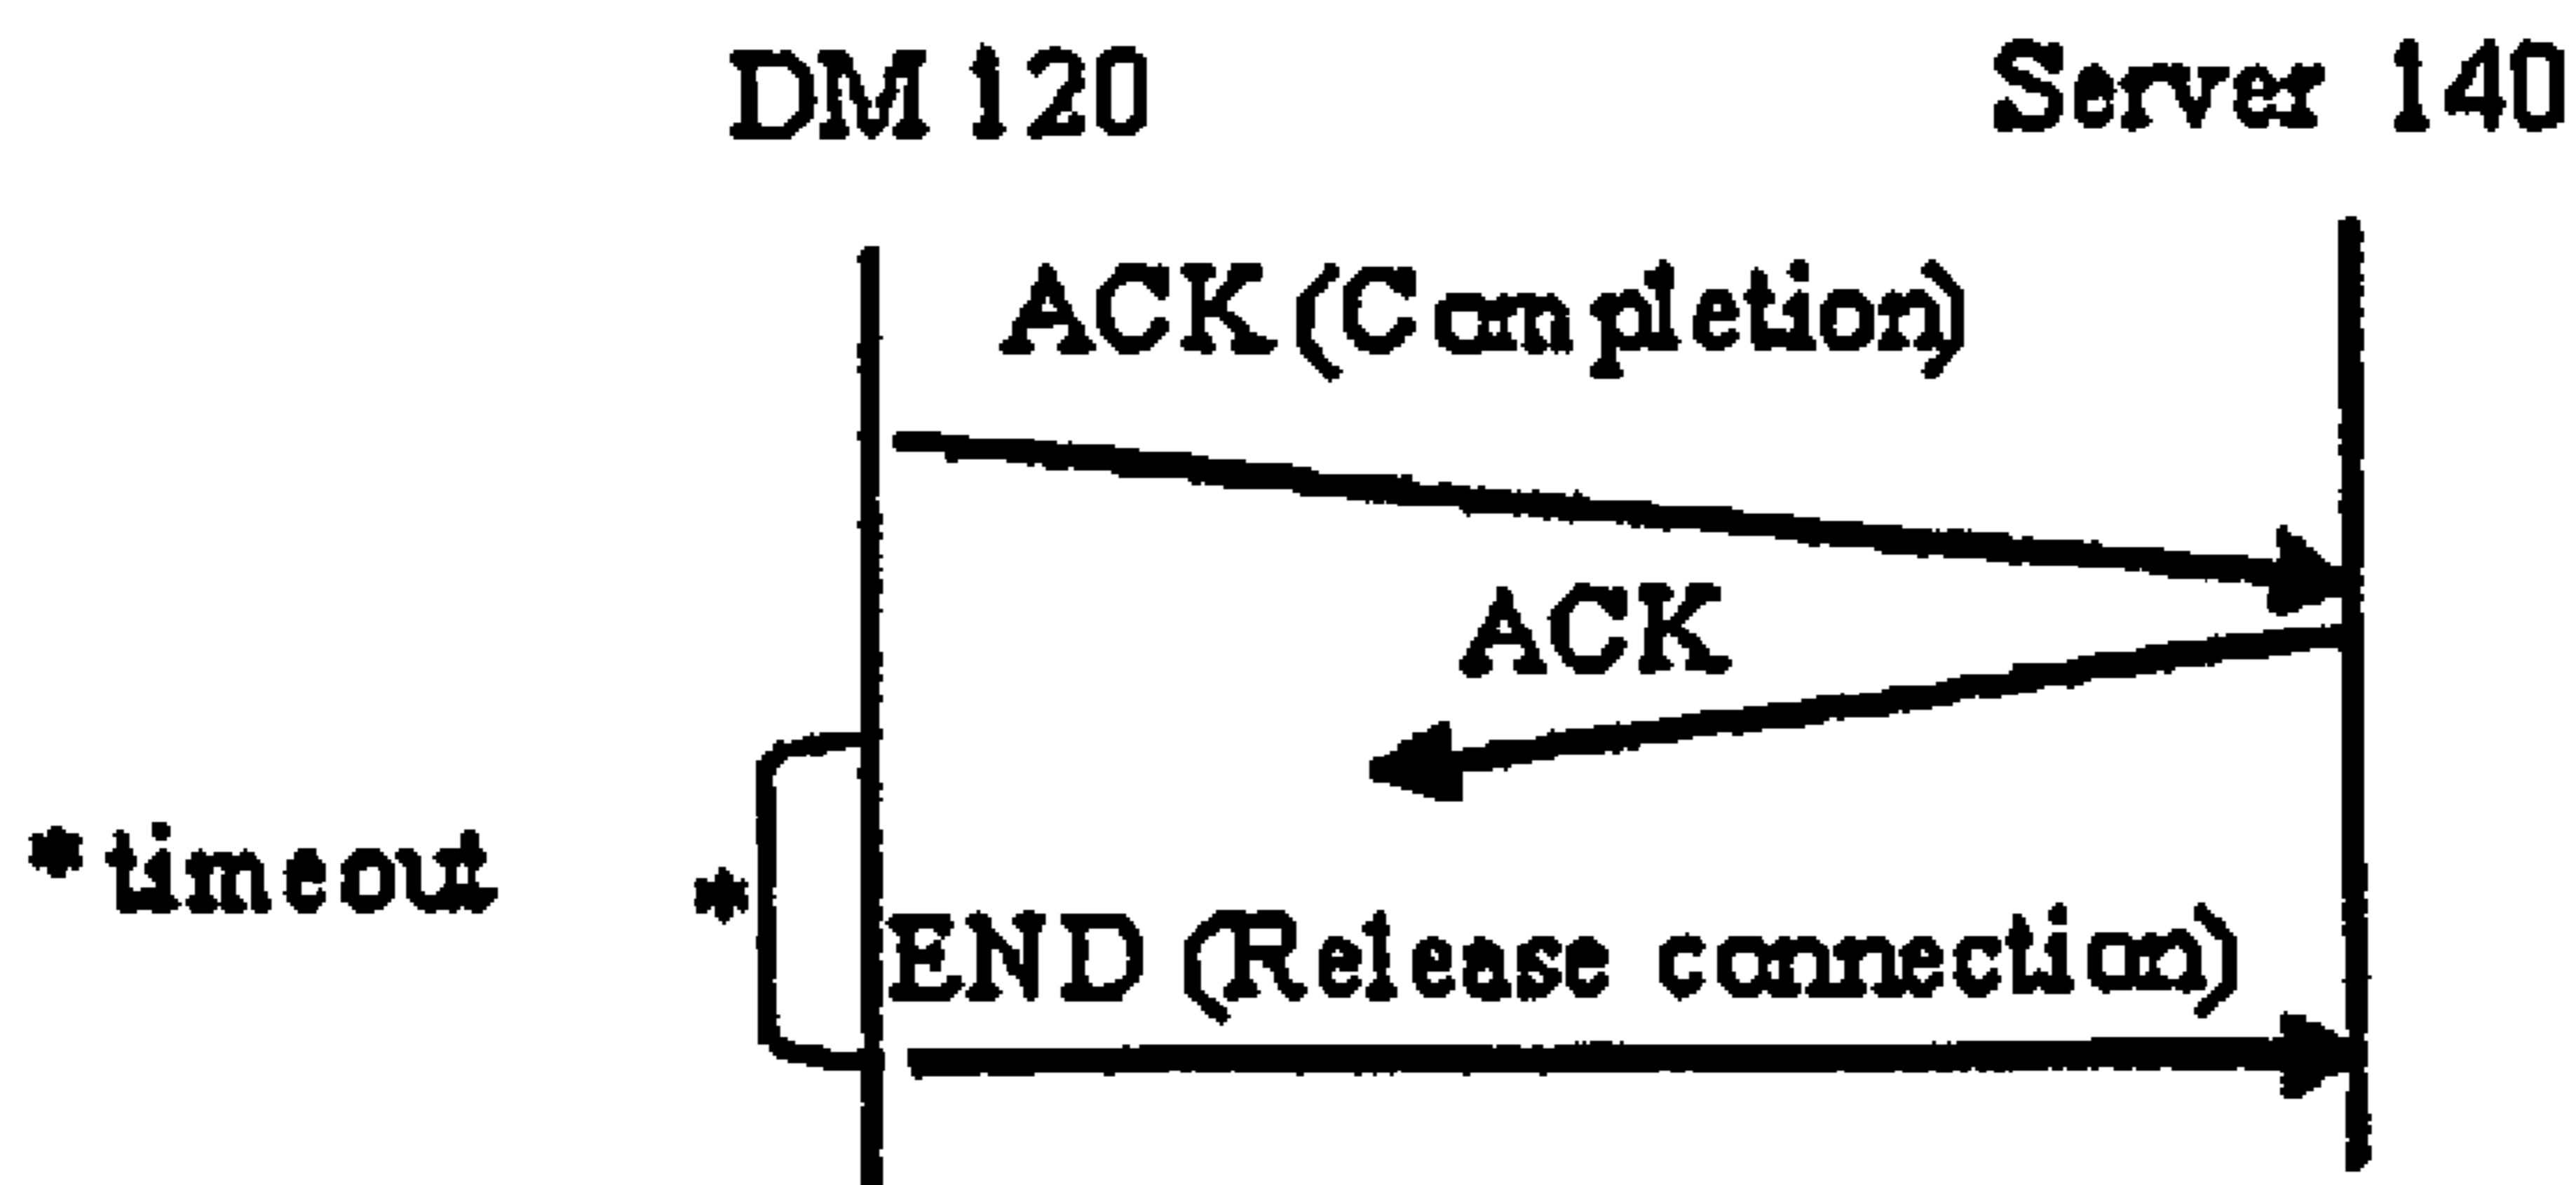 DM 120 Server 140
ACK (Completion)
ACK
*timeout *
END (Release connection)